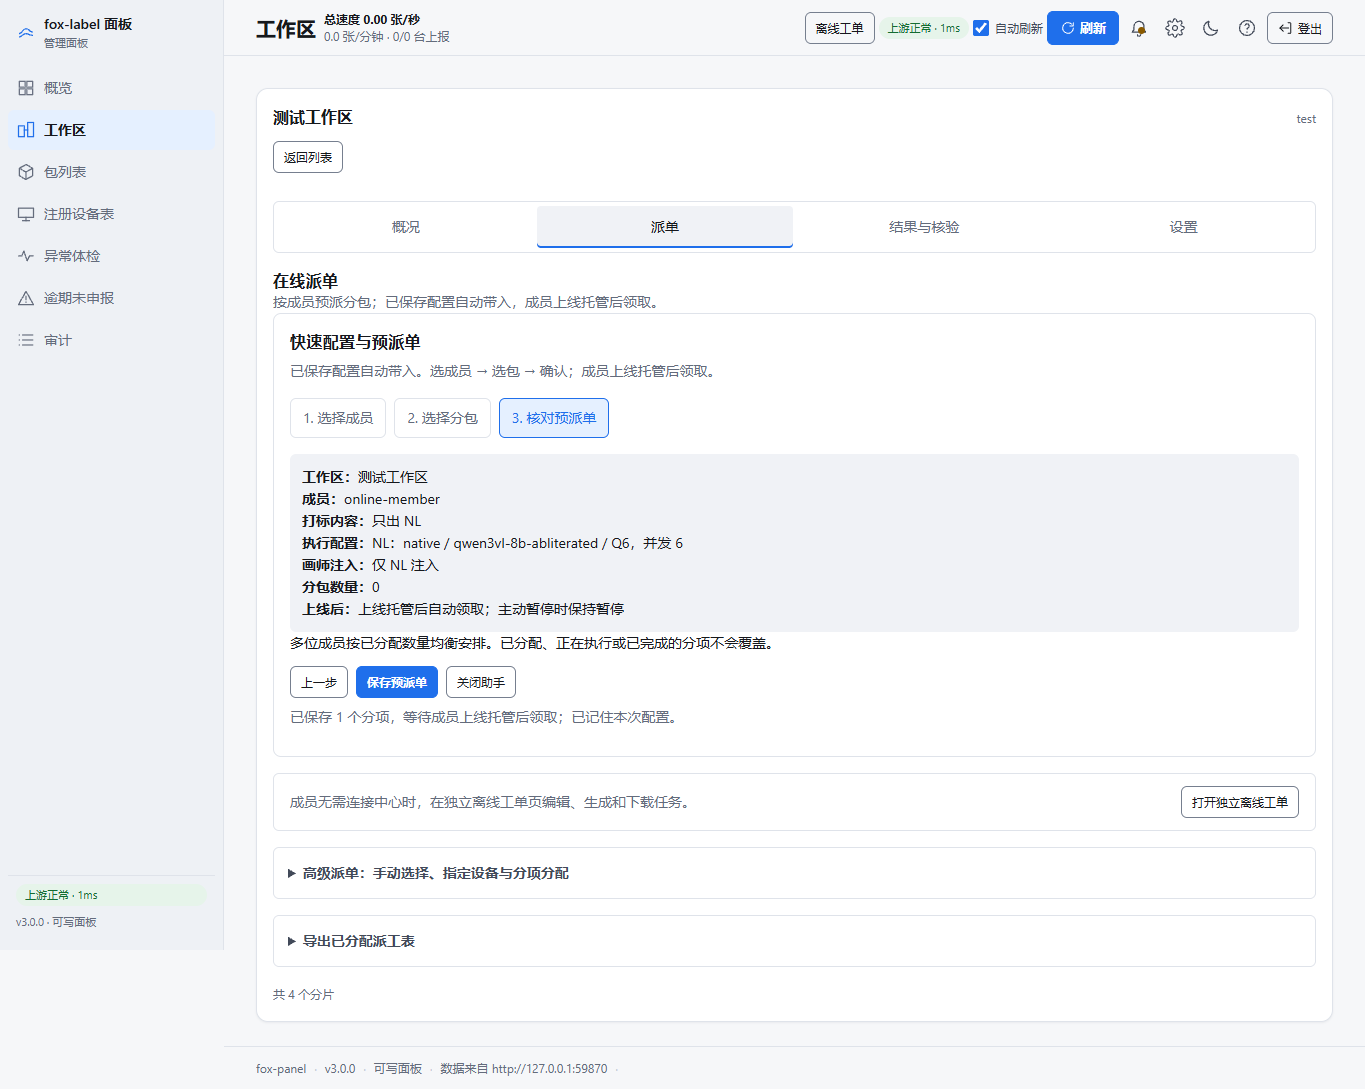 fox-label 面板
管理面板
概览
工作区
包列表
注册设备表
异常体检
逾期未申报
审计
上游正常 · 1ms
v3.0.0 · 可写面板
工作区
总速度 0.00 张/秒
0.0 张/分钟 · 0/0 台上报
离线工单
上游正常 · 1ms
自动刷新
刷新
登出
测试工作区
test
返回列表
概况
派单
结果与核验
设置
在线派单
按成员预派分包；已保存配置自动带入，成员上线托管后领取。
快速配置与预派单
已保存配置自动带入。选成员 → 选包 → 确认；成员上线托管后领取。
1. 选择成员
2. 选择分包
3. 核对预派单
工作区：测试工作区
成员：online-member
打标内容：只出 NL
执行配置：NL：native / qwen3vl-8b-abliterated / Q6，并发 6
画师注入：仅 NL 注入
分包数量：0
上线后：上线托管后自动领取；主动暂停时保持暂停
多位成员按已分配数量均衡安排。已分配、正在执行或已完成的分项不会覆盖。
上一步
保存预派单
关闭助手
已保存 1 个分项，等待成员上线托管后领取；已记住本次配置。
成员无需连接中心时，在独立离线工单页编辑、生成和下载任务。
打开独立离线工单
高级派单：手动选择、指定设备与分项分配
导出已分配派工表
共 4 个分片
fox-panel · v3.0.0 · 可写面板 · 数据来自 http://127.0.0.1:59870 ·